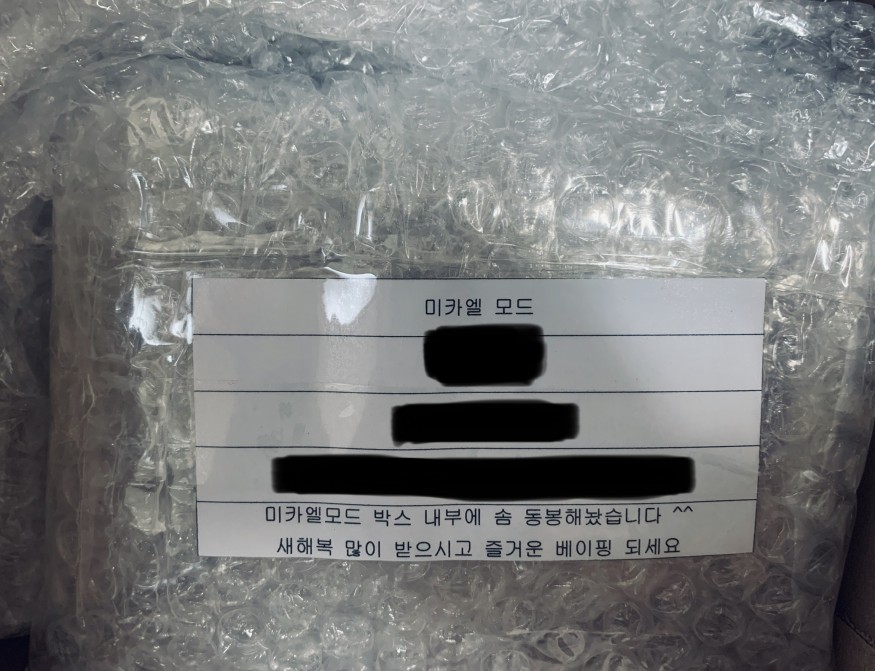 미카엘 모드
미카엘모드 박스 내부에 솜 동봉해놨습니다 ^^
새해복 많이 받으시고 즐거운 베이핑 되세요